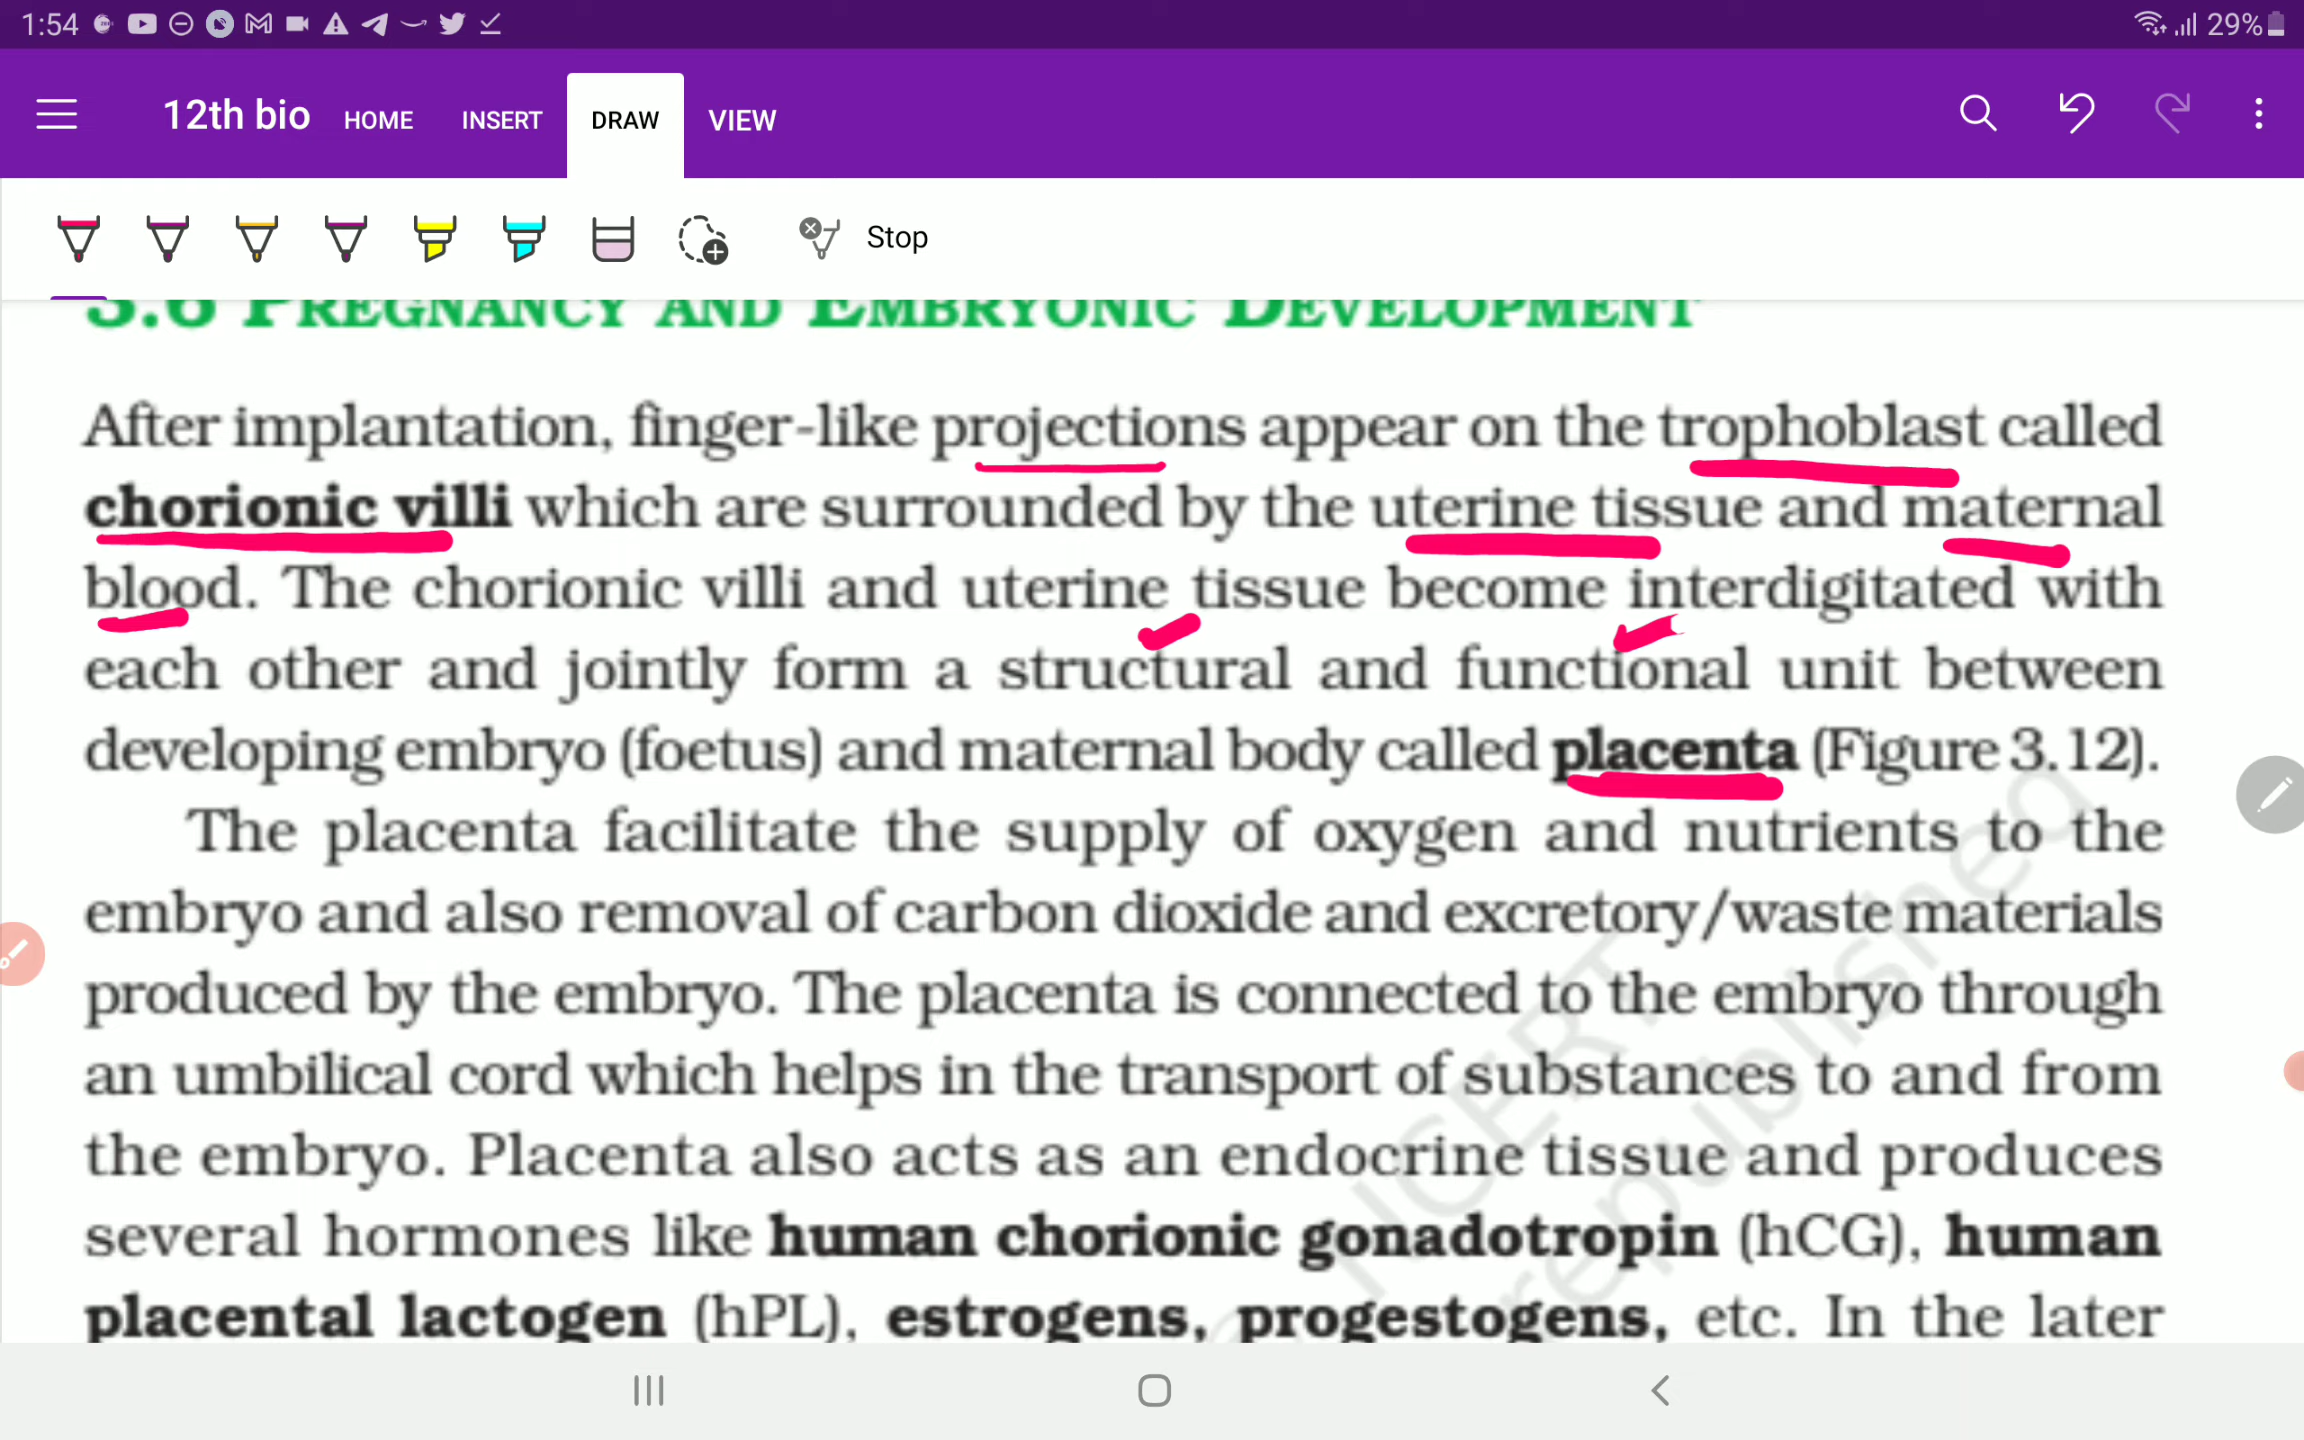 1:54 29%
12th bio HOME INSERT DRAW VIEW
Stop
3.6 PREGNANCY AND EMBRYONIC DEVELOPMENT
After implantation, finger-like projections appear on the trophoblast called
chorionic villi which are surrounded by the uterine tissue and maternal
blood. The chorionic villi and uterine tissue become interdigitated with
each other and jointly form a structural and functional unit between
developing embryo (foetus) and maternal body called placenta (Figure 3.12).
The placenta facilitate the supply of oxygen and nutrients to the
embryo and also removal of carbon dioxide and excretory/waste materials
produced by the embryo. The placenta is connected to the embryo through
an umbilical cord which helps in the transport of substances to and from
the embryo. Placenta also acts as an endocrine tissue and produces
several hormones like human chorionic gonadotropin (hCG), human
placental lactogen (hPL), estrogens, progestogens, etc. In the later
NCERT
republished